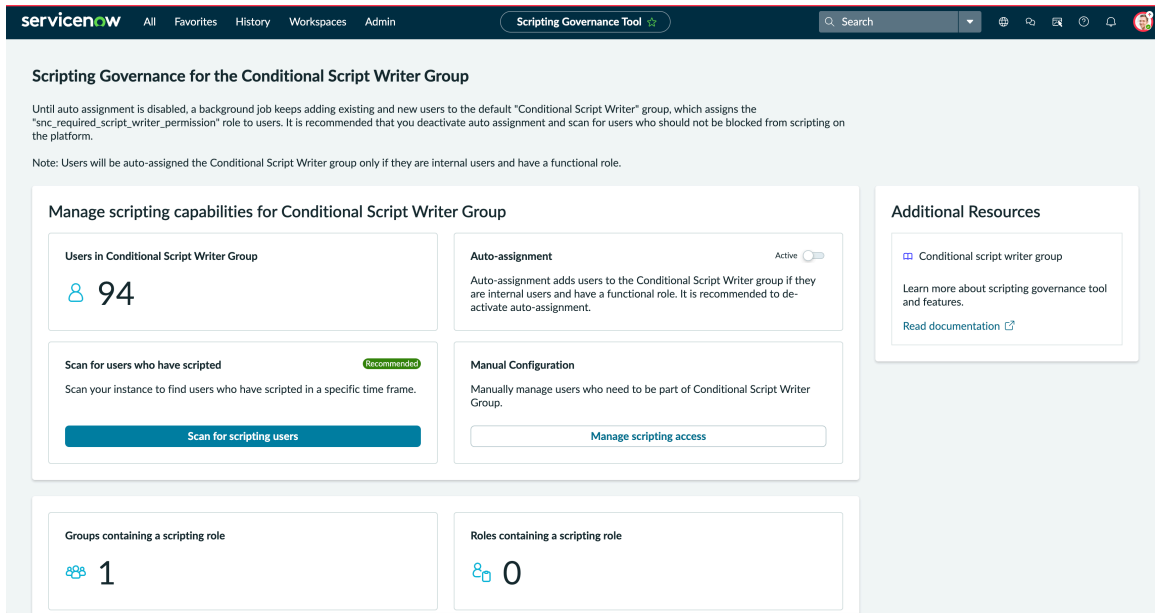 servicenow All Favorites History Workspaces Admin Scripting Governance Tool Search
Scripting Governance for the Conditional Script Writer Group
Until auto assignment is disabled, a background job keeps adding existing and new users to the default "Conditional Script Writer" group, which assigns the
"snc_required_script_writer_permission" role to users. It is recommended that you deactivate auto assignment and scan for users who should not be blocked from scripting on
the platform.
Note: Users will be auto-assigned the Conditional Script Writer group only if they are internal users and have a functional role.
Manage scripting capabilities for Conditional Script Writer Group
Users in Conditional Script Writer Group
94
Auto-assignment Active
Auto-assignment adds users to the Conditional Script Writer group if they
are internal users and have a functional role. It is recommended to de-
activate auto-assignment.
Scan for users who have scripted Recommended
Scan your instance to find users who have scripted in a specific time frame.
Scan for scripting users
Manual Configuration
Manually manage users who need to be part of Conditional Script Writer
Group.
Manage scripting access
Additional Resources
Conditional script writer group
Learn more about scripting governance tool
and features.
Read documentation
Groups containing a scripting role
1
Roles containing a scripting role
0